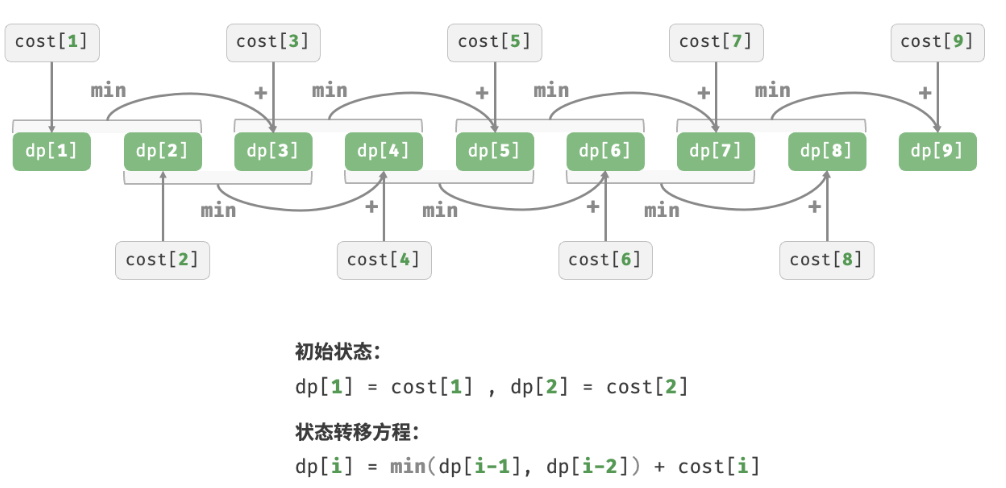 cost[1] cost[3] cost[5] cost[7] cost[9]
min + min + min + min +
dp[1] dp[2] dp[3] dp[4] dp[5] dp[6] dp[7] dp[8] dp[9]
min + min + min +
cost[2] cost[4] cost[6] cost[8]
初始状态：
dp[1] = cost[1] , dp[2] = cost[2]
状态转移方程：
dp[i] = min(dp[i-1], dp[i-2]) + cost[i]